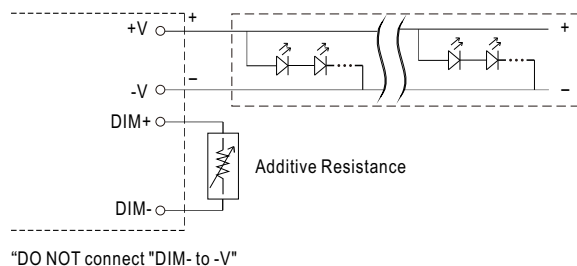 +V
+
+
-V
−
−
DIM+
Additive Resistance
DIM-
“DO NOT connect "DIM- to -V"